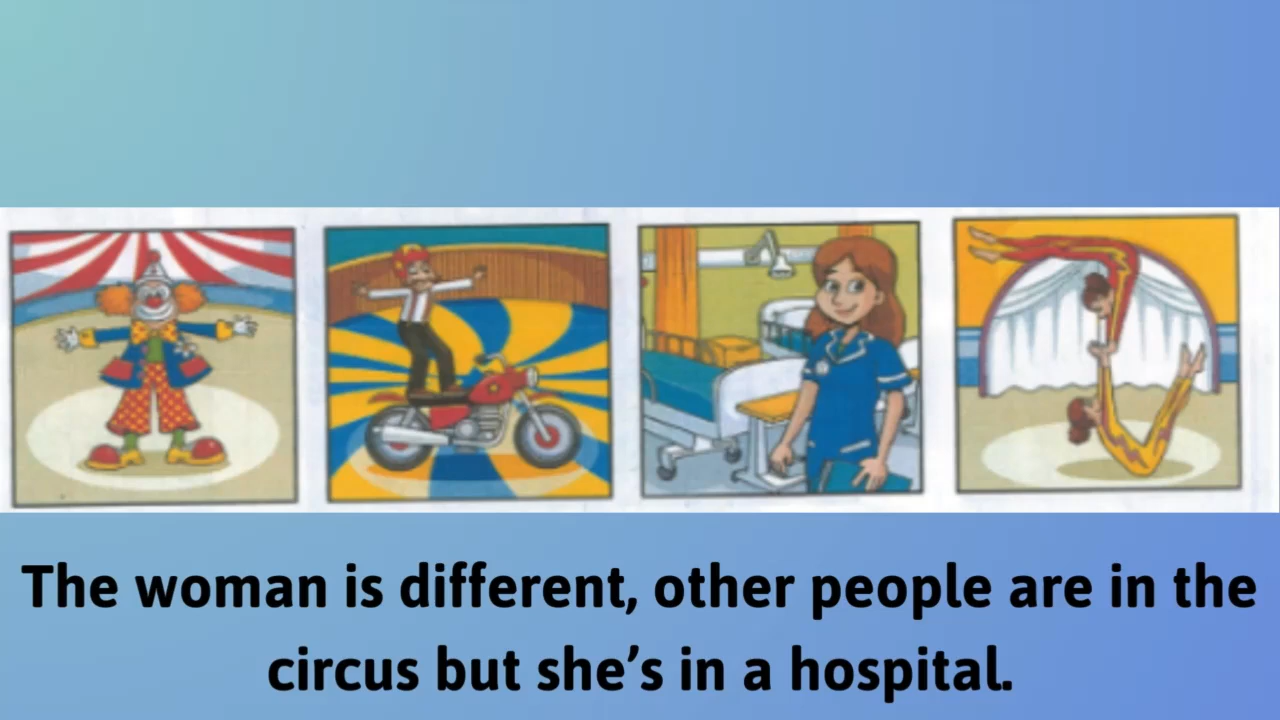 The woman is different, other people are in the
circus but she’s in a hospital.